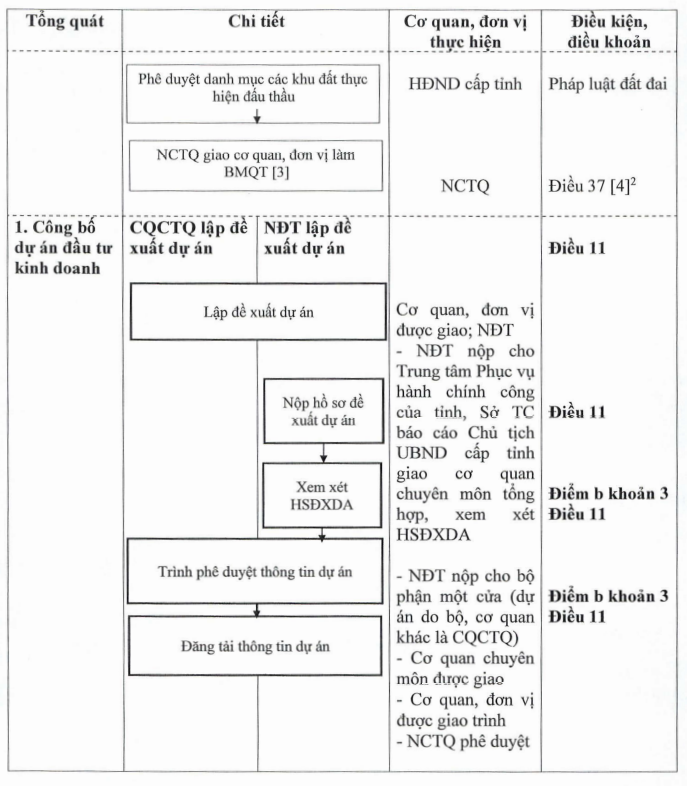 Tổng quát
Chi tiết
Cơ quan, đơn vị
thực hiện
Điều kiện,
điều khoản
Phê duyệt danh mục các khu đất thực
hiện đấu thầu
HĐND cấp tỉnh
Pháp luật đất đai
NCTQ giao cơ quan, đơn vị làm
BMQT [3]
NCTQ
Điều 37 [4]²
1. Công bố
dự án đầu tư
kinh doanh
CQCTQ lập đề
xuất dự án
NĐT lập đề
xuất dự án
Điều 11
Lập đề xuất dự án
Nộp hồ sơ đề
xuất dự án
Xem xét
HSĐXDA
Trình phê duyệt thông tin dự án
Đăng tải thông tin dự án
Cơ quan, đơn vị
được giao; NĐT
- NĐT nộp cho
Trung tâm Phục vụ
hành chính công
của tỉnh, Sở TC
báo cáo Chủ tịch
UBND cấp tỉnh
giao cơ quan
chuyên môn tổng
hợp, xem xét
HSĐXDA
- NĐT nộp cho bộ
phận một cửa (dự
án do bộ, cơ quan
khác là CQCTQ)
- Cơ quan chuyên
môn được giao
- Cơ quan, đơn vị
được giao trình
- NCTQ phê duyệt
Điều 11
Điểm b khoản 3
Điều 11
Điểm b khoản 3
Điều 11